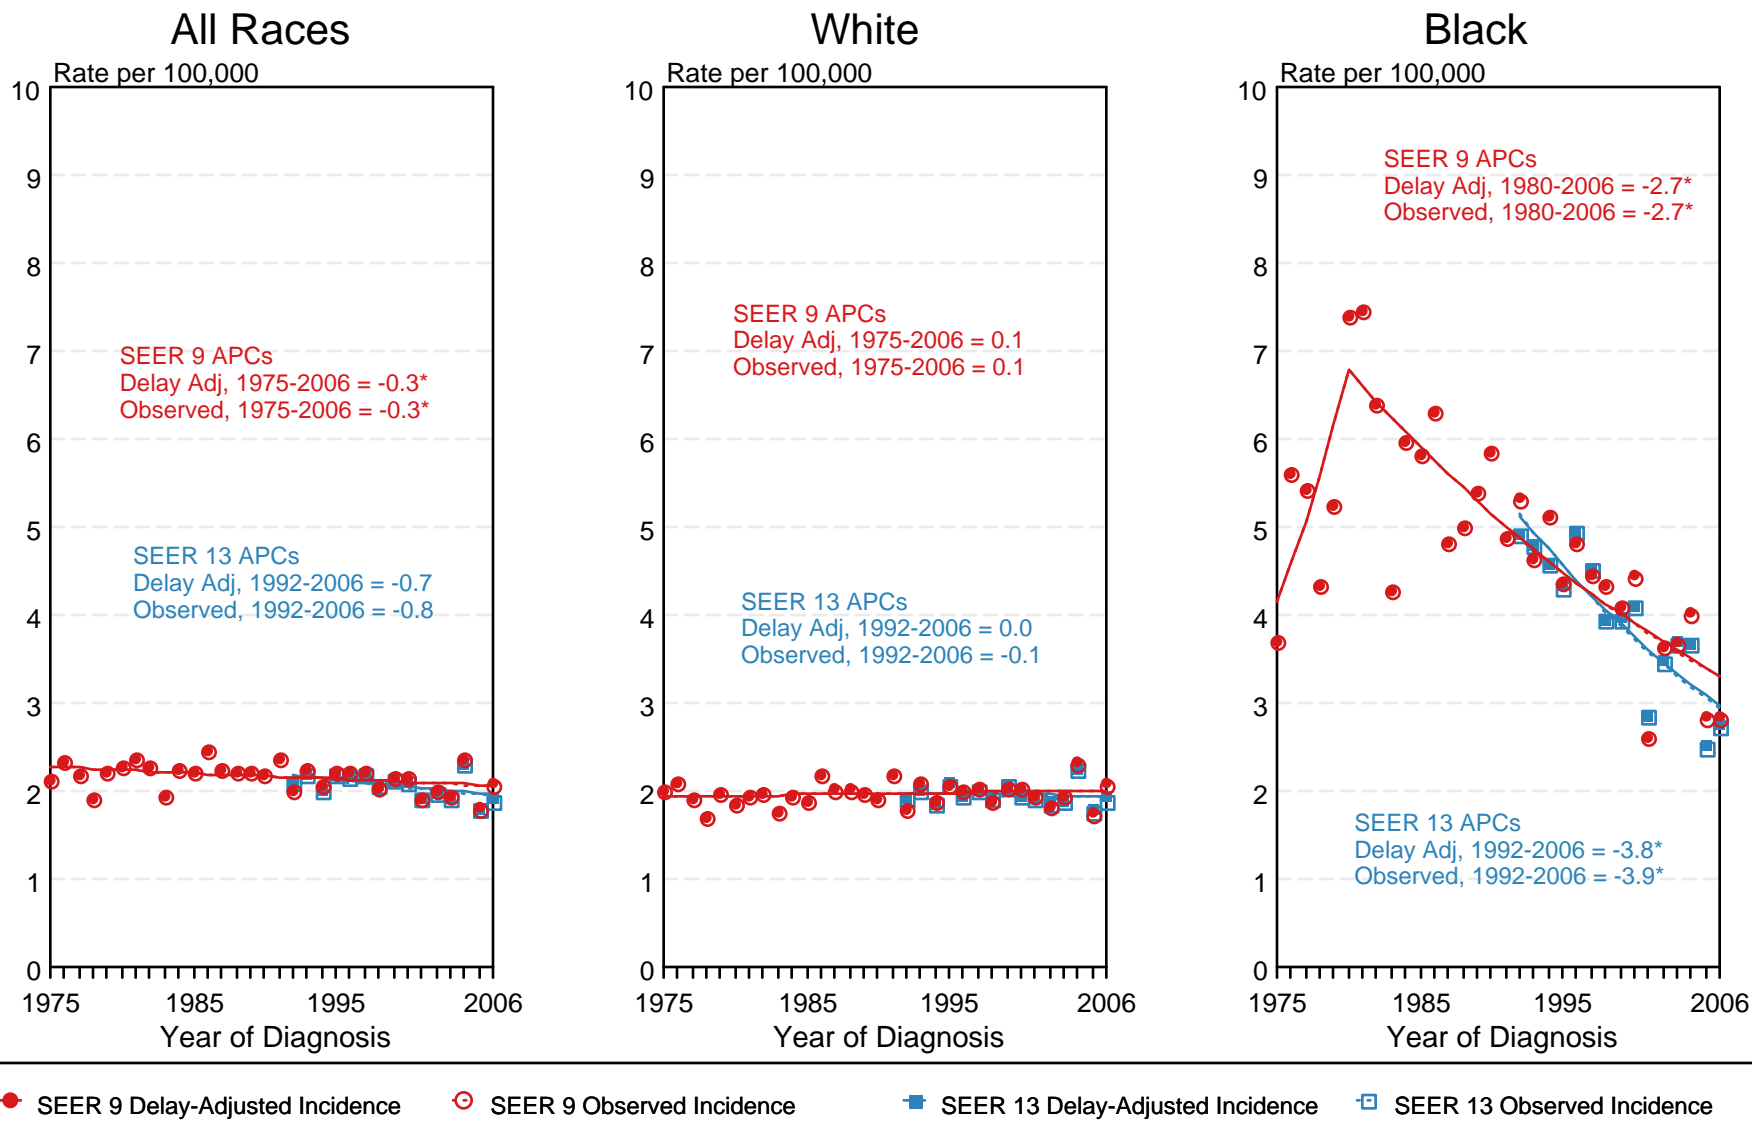 All Races
White
Black
Rate per 100,000
Rate per 100,000
Rate per 100,000
10
9
8
7
6
5
4
3
2
1
0
SEER 9 APCs
Delay Adj, 1975-2006 = -0.3*
Observed, 1975-2006 = -0.3*
SEER 13 APCs
Delay Adj, 1992-2006 = -0.7
Observed, 1992-2006 = -0.8
1975
1985
1995
2006
Year of Diagnosis
10
9
8
7
6
5
4
3
2
1
0
SEER 9 APCs
Delay Adj, 1975-2006 = 0.1
Observed, 1975-2006 = 0.1
SEER 13 APCs
Delay Adj, 1992-2006 = 0.0
Observed, 1992-2006 = -0.1
1975
1985
1995
2006
Year of Diagnosis
10
9
8
7
6
5
4
3
2
1
0
SEER 9 APCs
Delay Adj, 1980-2006 = -2.7*
Observed, 1980-2006 = -2.7*
SEER 13 APCs
Delay Adj, 1992-2006 = -3.8*
Observed, 1992-2006 = -3.9*
1975
1985
1995
2006
Year of Diagnosis
SEER 9 Delay-Adjusted Incidence
SEER 9 Observed Incidence
SEER 13 Delay-Adjusted Incidence
SEER 13 Observed Incidence